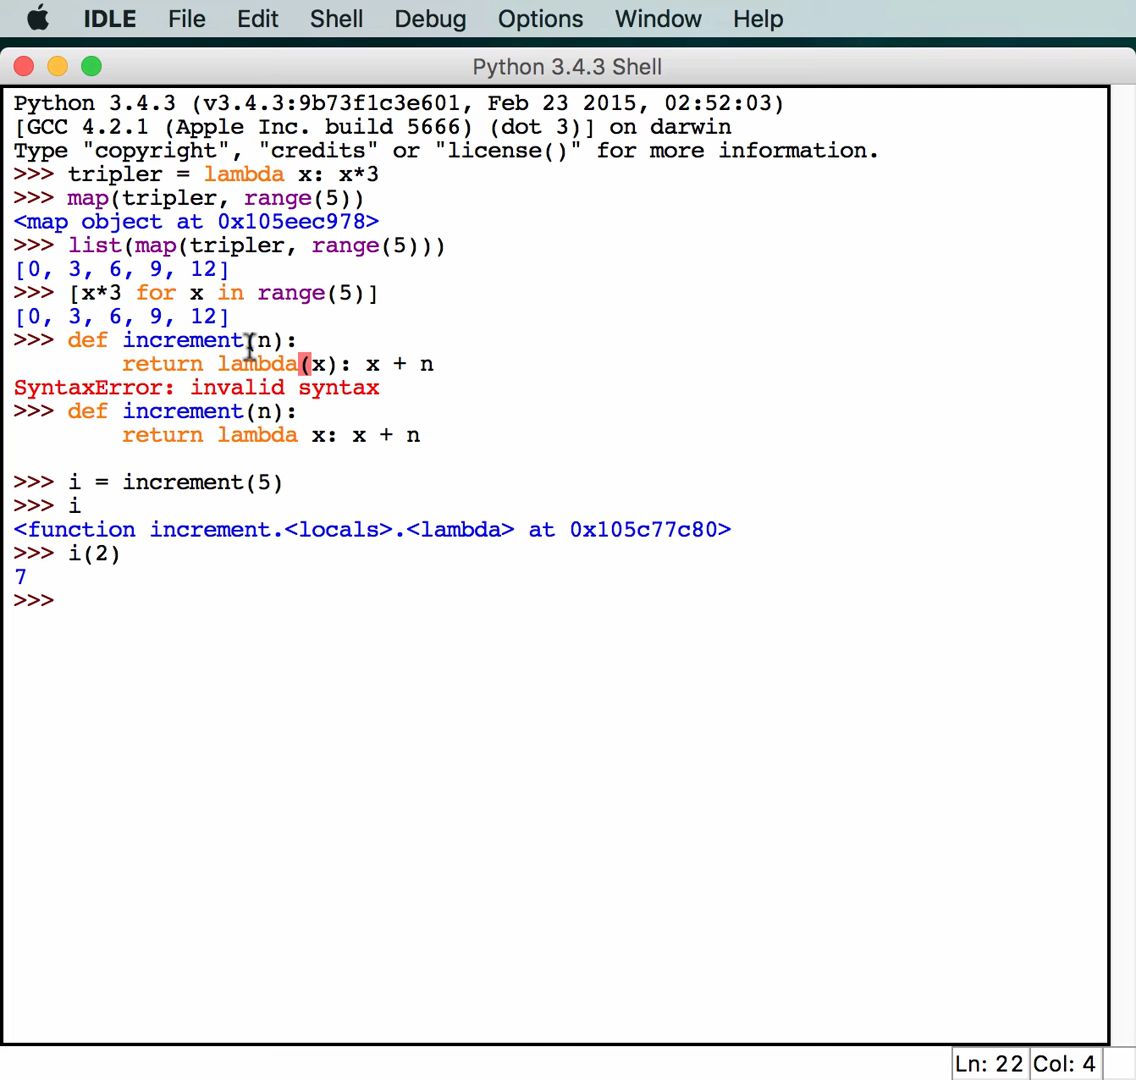 IDLE File Edit Shell Debug Options Window Help
Python 3.4.3 Shell
Python 3.4.3 (v3.4.3:9b73f1c3e601, Feb 23 2015, 02:52:03)
[GCC 4.2.1 (Apple Inc. build 5666) (dot 3)] on darwin
Type "copyright", "credits" or "license()" for more information.
>>> tripler = lambda x: x*3
>>> map(tripler, range(5))
<map object at 0x105eec978>
>>> list(map(tripler, range(5)))
[0, 3, 6, 9, 12]
>>> [x*3 for x in range(5)]
[0, 3, 6, 9, 12]
>>> def increment(n):
        return lambda(x): x + n
SyntaxError: invalid syntax
>>> def increment(n):
        return lambda x: x + n
>>> i = increment(5)
>>> i
<function increment.<locals>.<lambda> at 0x105c77c80>
>>> i(2)
7
>>>
Ln: 22 Col: 4